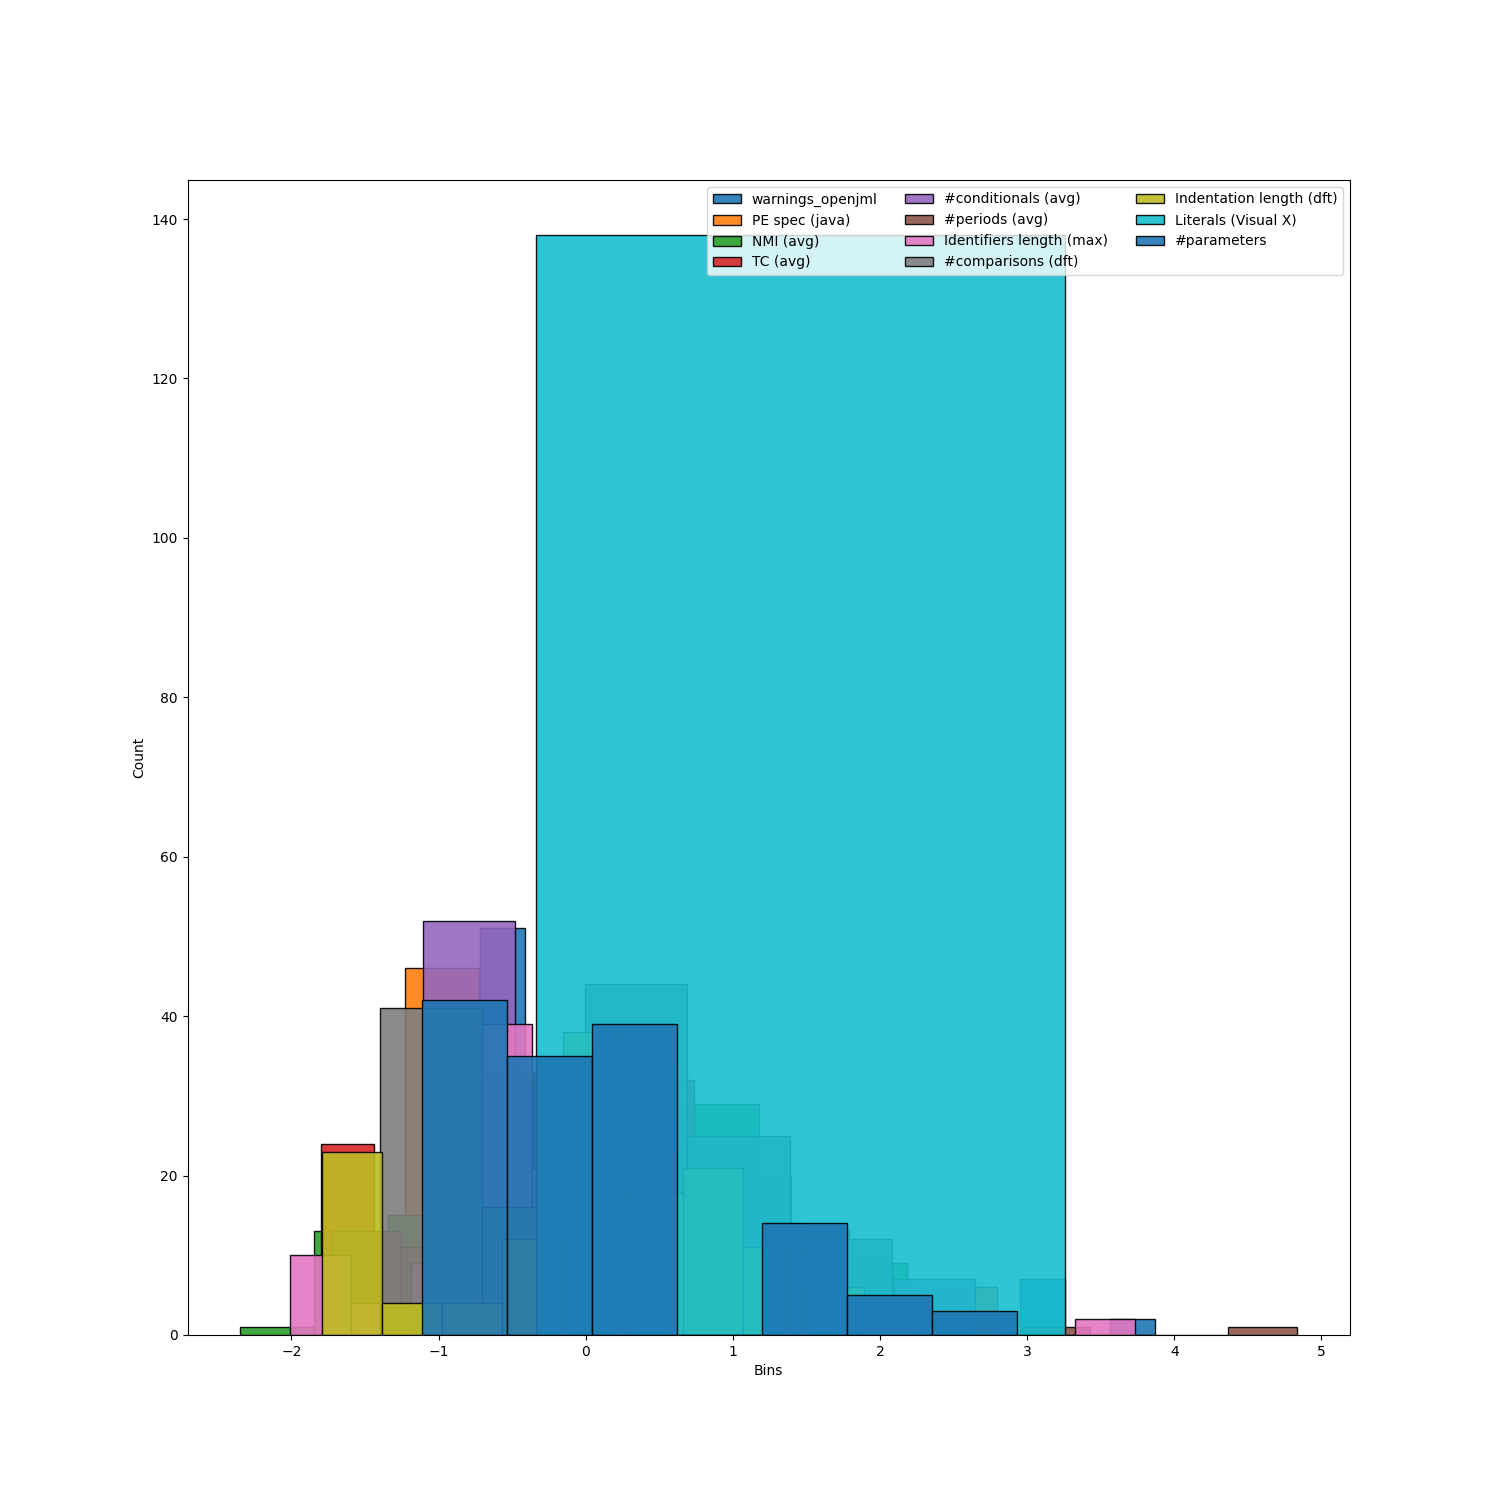 warnings_openjml
PE spec (java)
NMI (avg)
TC (avg)
#conditionals (avg)
#periods (avg)
Identifiers length (max)
#comparisons (dft)
Indentation length (dft)
Literals (Visual X)
#parameters
140
120
100
80
60
40
20
0
Count
−2
−1
0
1
2
3
4
5
Bins